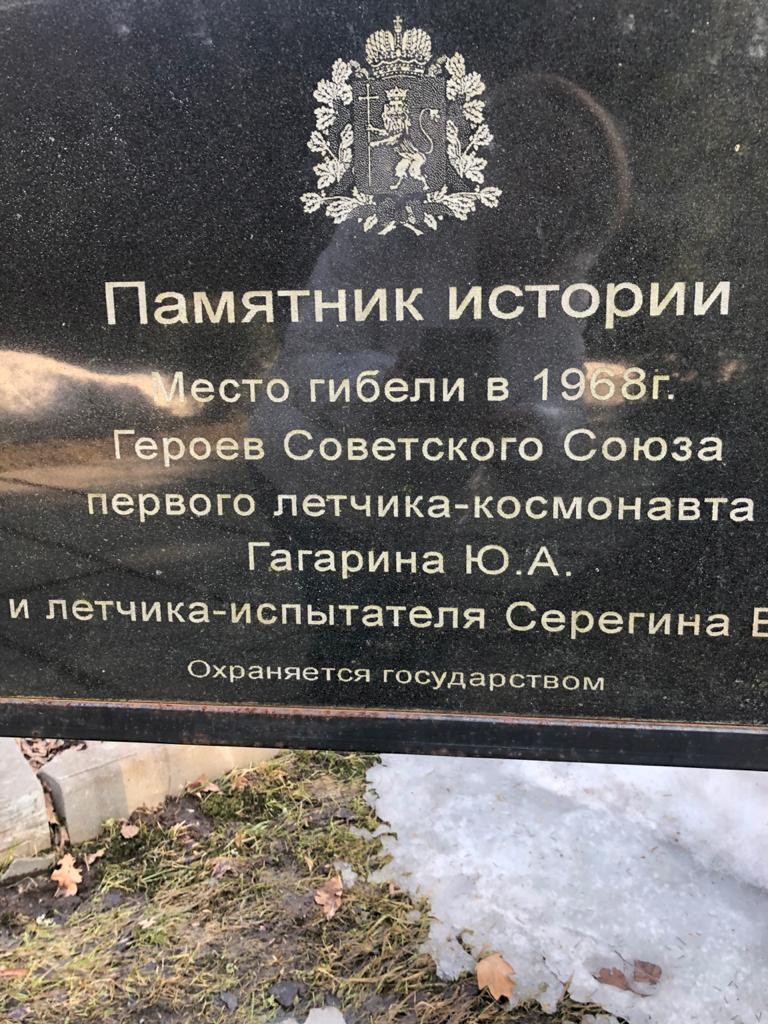 Памятник истории
Место гибели в 1968г.
Героев Советского Союза
первого летчика-космонавта
Гагарина Ю.А.
и летчика-испытателя Серегина
Охраняется государством